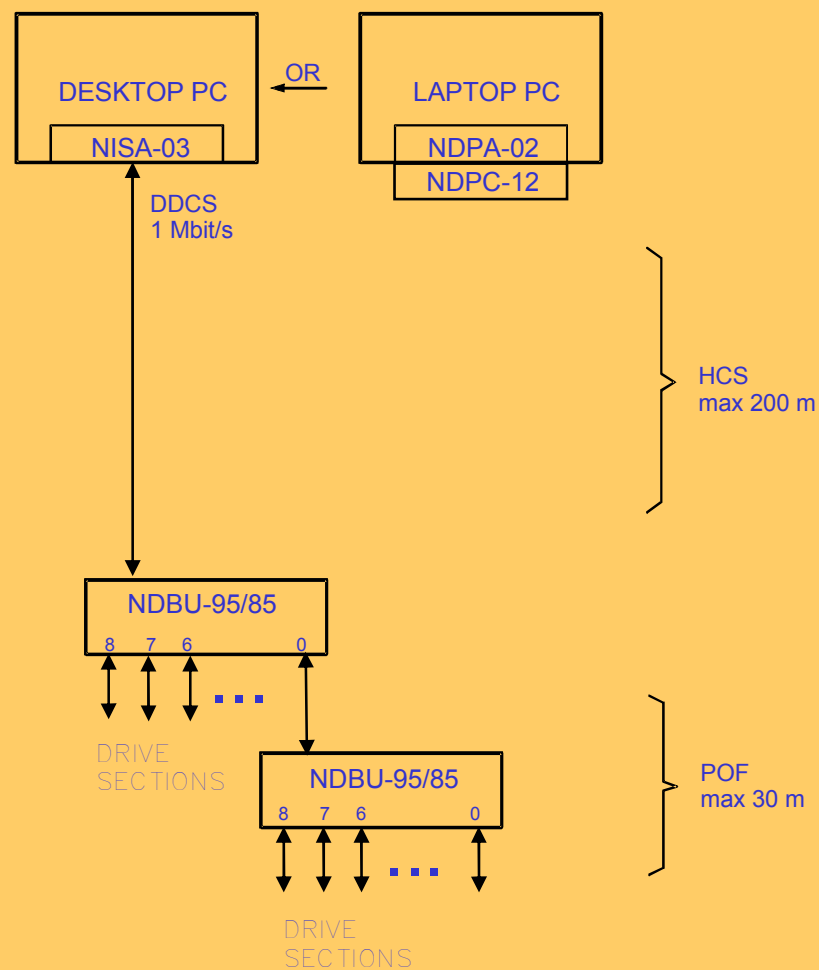 DESKTOP PC
NISA-03
OR
LAPTOP PC
NDPA-02
NDPC-12
DDCS
1 Mbit/s
HCS
max 200 m
NDBU-95/85
8 7 6 0
DRIVE
SECTIONS
NDBU-95/85
8 7 6 0
POF
max 30 m
DRIVE
SECTIONS